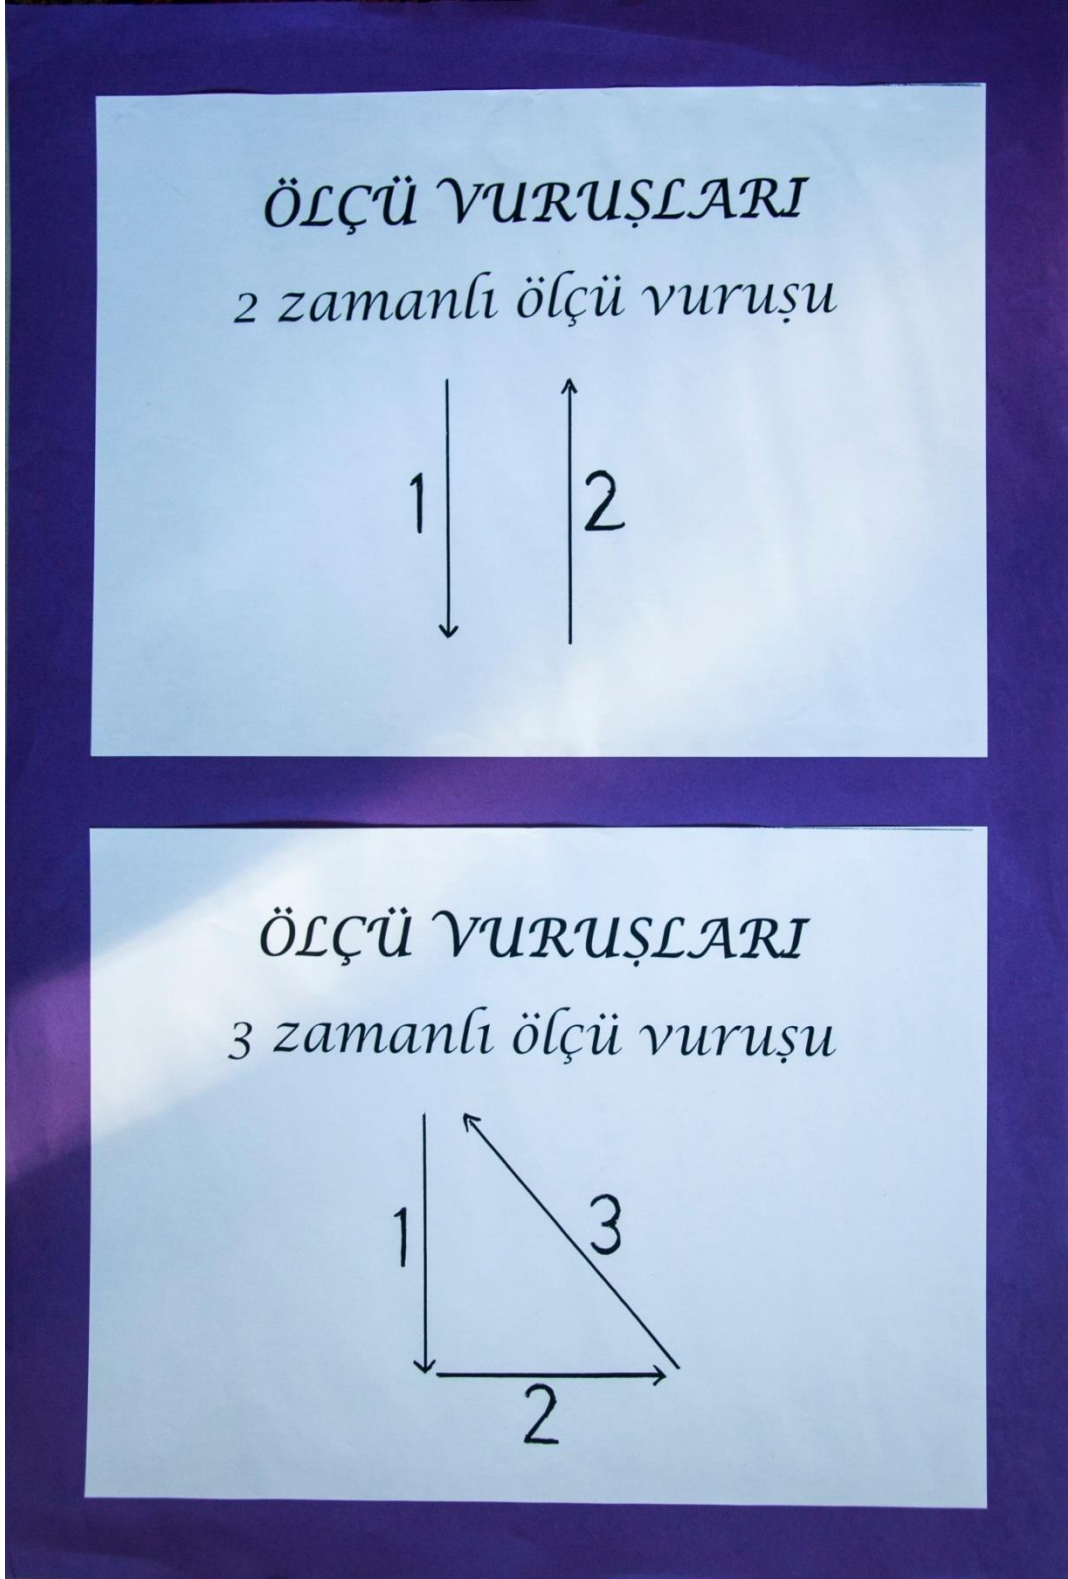 ÖLÇÜ VURUŞLARI
2 zamanlı ölçü vuruşu
1 2
ÖLÇÜ VURUŞLARI
3 zamanlı ölçü vuruşu
1 3
2